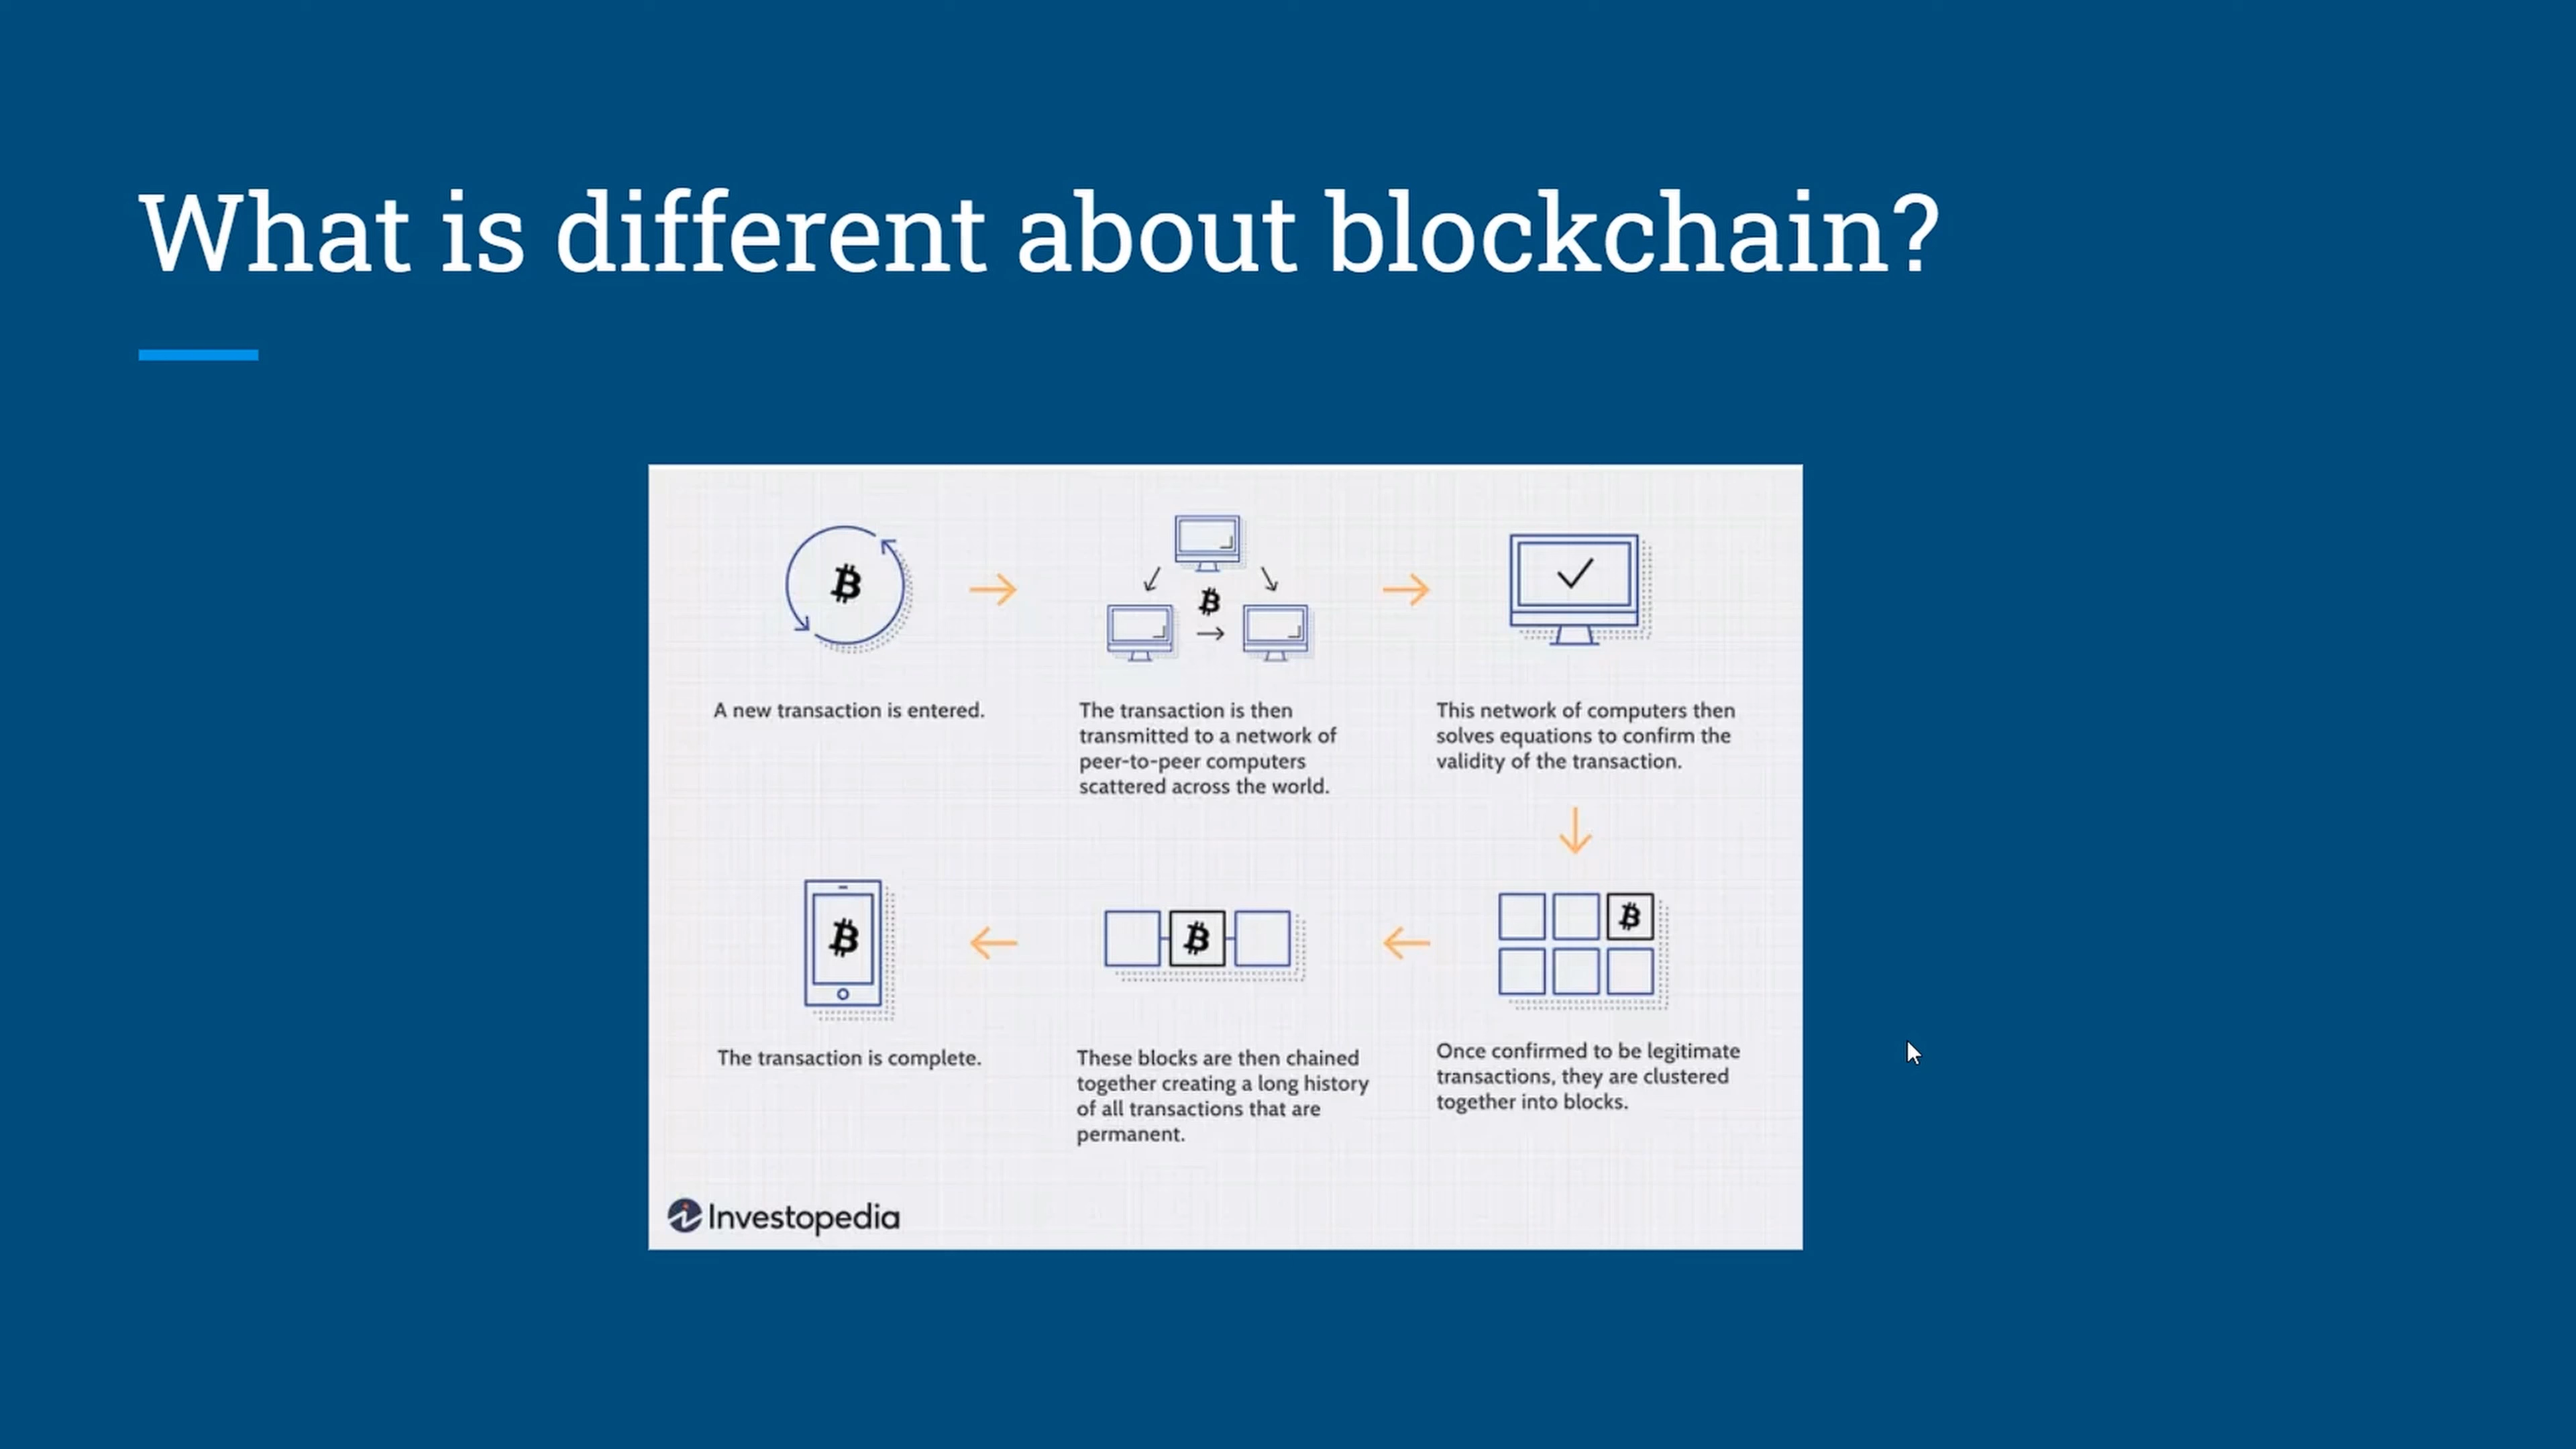 What is different about blockchain?
A new transaction is entered.
The transaction is then
transmitted to a network of
peer-to-peer computers
scattered across the world.
This network of computers then
solves equations to confirm the
validity of the transaction.
Once confirmed to be legitimate
transactions, they are clustered
together into blocks.
These blocks are then chained
together creating a long history
of all transactions that are
permanent.
The transaction is complete.
Investopedia